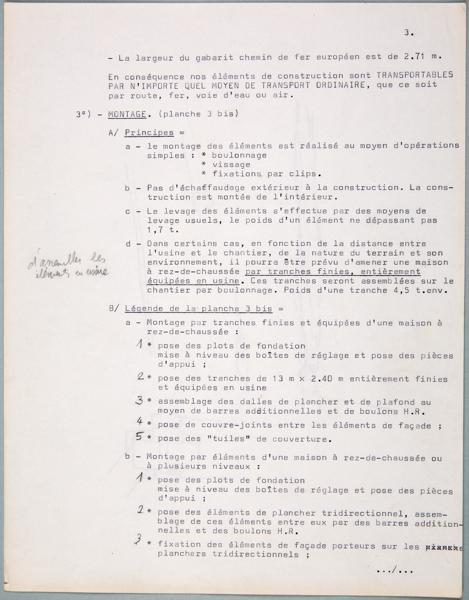 3.
- La largeur du gabarit chemin de fer européen est de 2.71 m.
En conséquence nos éléments de construction sont TRANSPORTABLES
PAR N'IMPORTE QUEL MOYEN DE TRANSPORT ORDINAIRE, que ce soit
par route, fer, voie d'eau ou air.
3°) - MONTAGE. (planche 3 bis)
A/ Principes =
a - le montage des éléments est réalisé au moyen d'opérations
simples : * boulonnage
* vissage
* fixations par clips.
b - Pas d'échaffaudage extérieur à la construction. La cons-
truction est montée de l'intérieur.
c - Le levage des éléments s'effectue par des moyens de
levage usuels, le poids d'un élément ne dépassant pas
1,7 t.
d - Dans certains cas, en fonction de la distance entre
l'usine et le chantier, de la nature du terrain et son
environnement, il pourra être prévu d'amener une maison
à rez-de-chaussée par tranches finies, entièrement
équipées en usine. Ces tranches seront assemblées sur le
chantier par boulonnage. Poids d'une tranche 4,5 t.env.
d'assembler les
éléments en usine
B/ Légende de la planche 3 bis =
a - Montage par tranches finies et équipées d'une maison à
rez-de-chaussée :
1 * pose des plots de fondation
mise à niveau des boîtes de réglage et pose des pièces
d'appui ;
2 * pose des tranches de 13 m x 2.40 m entièrement finies
et équipées en usine
3 * assemblage des dalles de plancher et de plafond au
moyen de barres additionnelles et de boulons H.R.
4 * pose de couvre-joints entre les éléments de façade ;
5 * pose des "tuiles" de couverture.
b - Montage par éléments d'une maison à rez-de-chaussée ou
à plusieurs niveaux :
1 * pose des plots de fondation
mise à niveau des boîtes de réglage et pose des pièces
d'appui ;
2 * pose des éléments de plancher tridirectionnel, assem-
blage de ces éléments entre eux par des barres addition-
nelles et des boulons H.R.
3 * fixation des éléments de façade porteurs sur les
planchers tridirectionnels ;
.../...